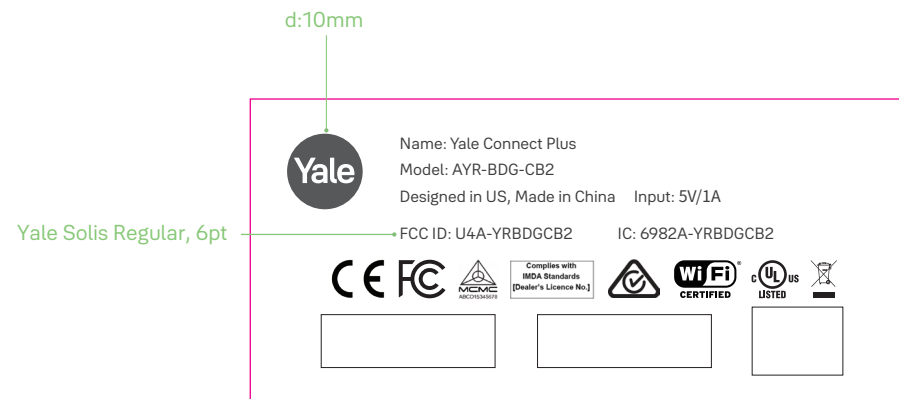 d:10mm
Yale
Name: Yale Connect Plus
Model: AYR-BDG-CB2
Designed in US, Made in China Input: 5V/1A
Yale Solis Regular, 6pt
FCC ID: U4A-YRBDGCB2 IC: 6982A-YRBDGCB2
CE FC
MCMC
ABCD15345678
Complies with
IMDA Standards
[Dealer's Licence No.]
Wi Fi®
CERTIFIED
C UL US
LISTED